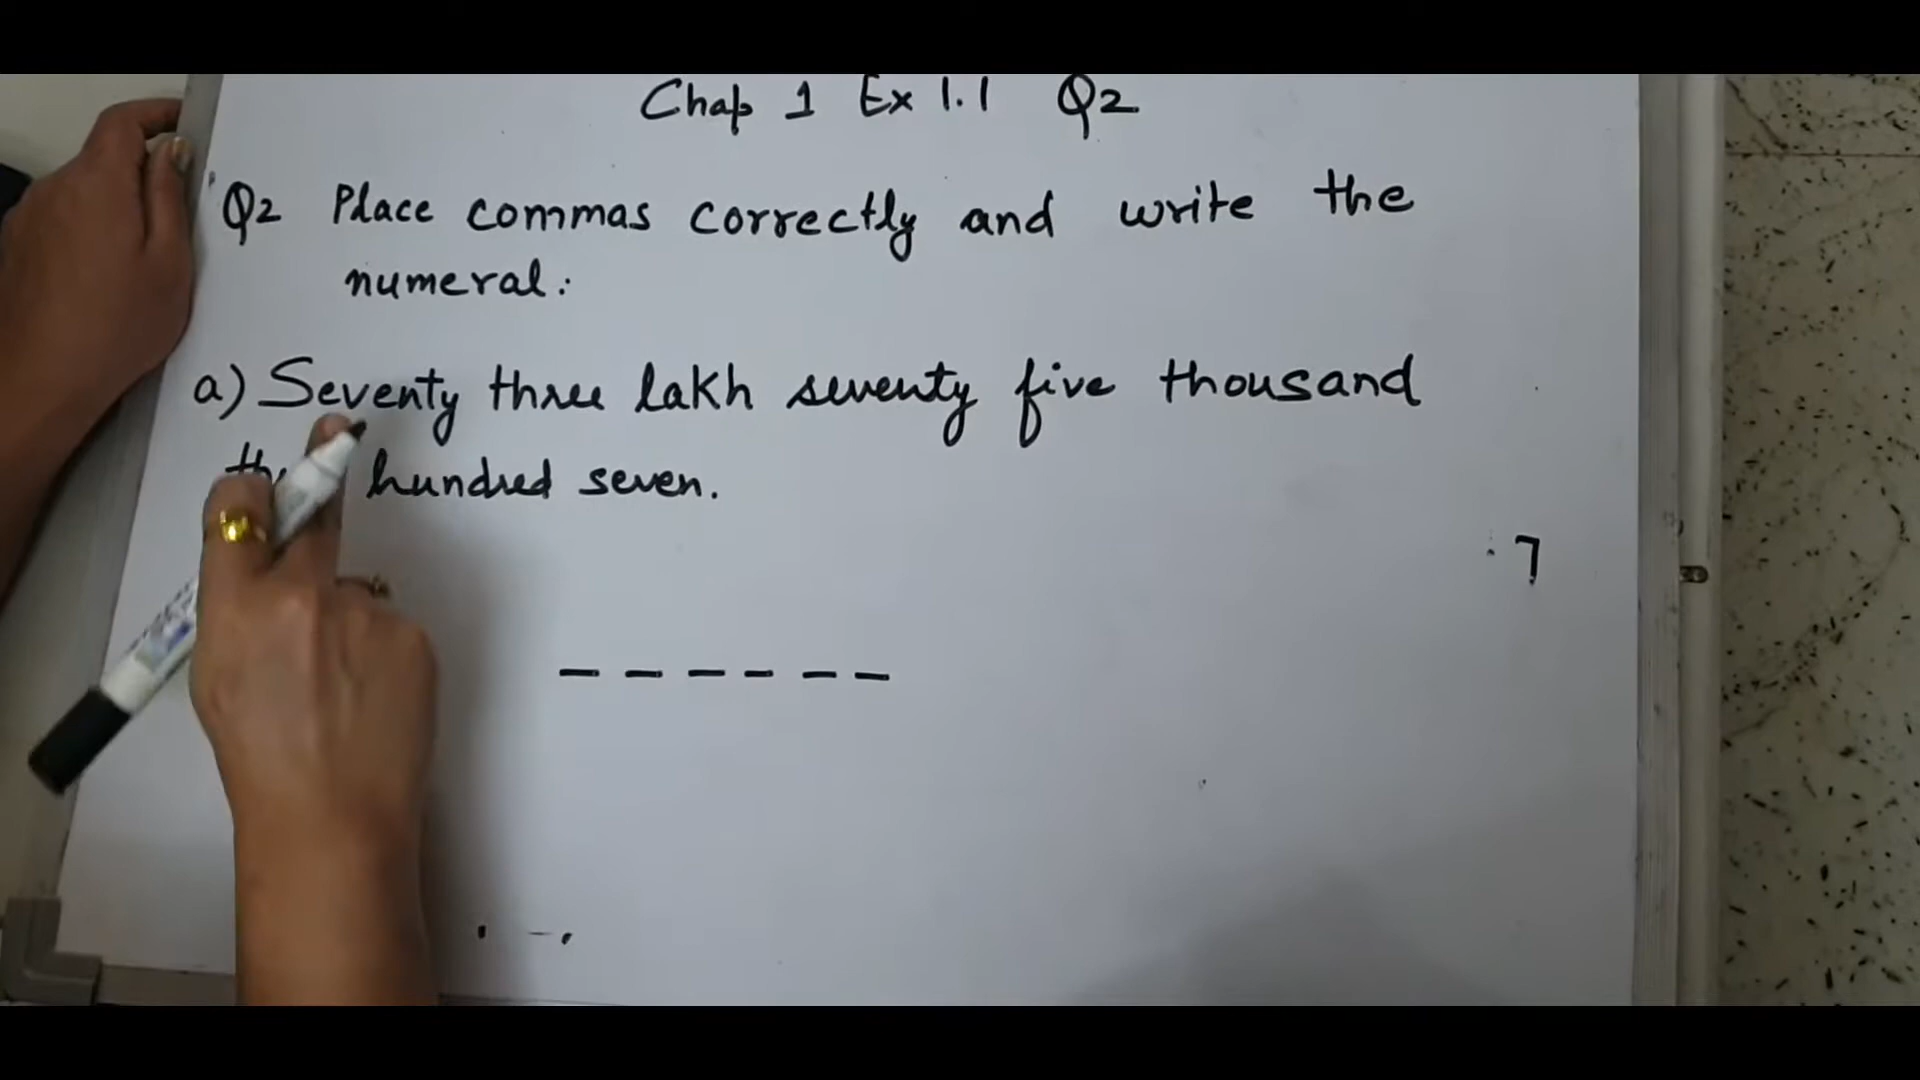 Chap 1 Ex 1.1 Q2
Q2 Place commas correctly and write the
numeral:
a) Seventy three lakh seventy five thousand
hundred seven.
7